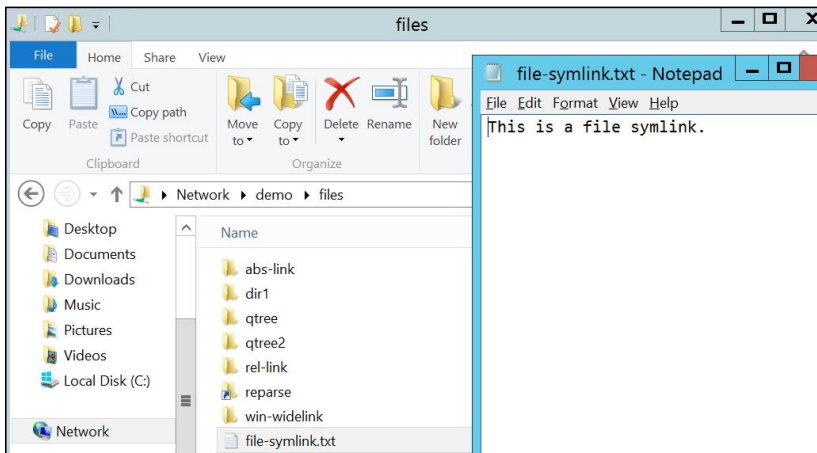 files
File Home Share View
Copy
Paste
Cut
Copy path
Paste shortcut
Clipboard
Move to
Copy to
Delete
Rename
Organize
New folder
Network demo files
Desktop
Documents
Downloads
Music
Pictures
Videos
Local Disk (C:)
Network
Name
abs-link
dir1
qtree
qtree2
rel-link
reparse
win-widelink
file-symlink.txt
file-symlink.txt - Notepad
File Edit Format View Help
This is a file symlink.